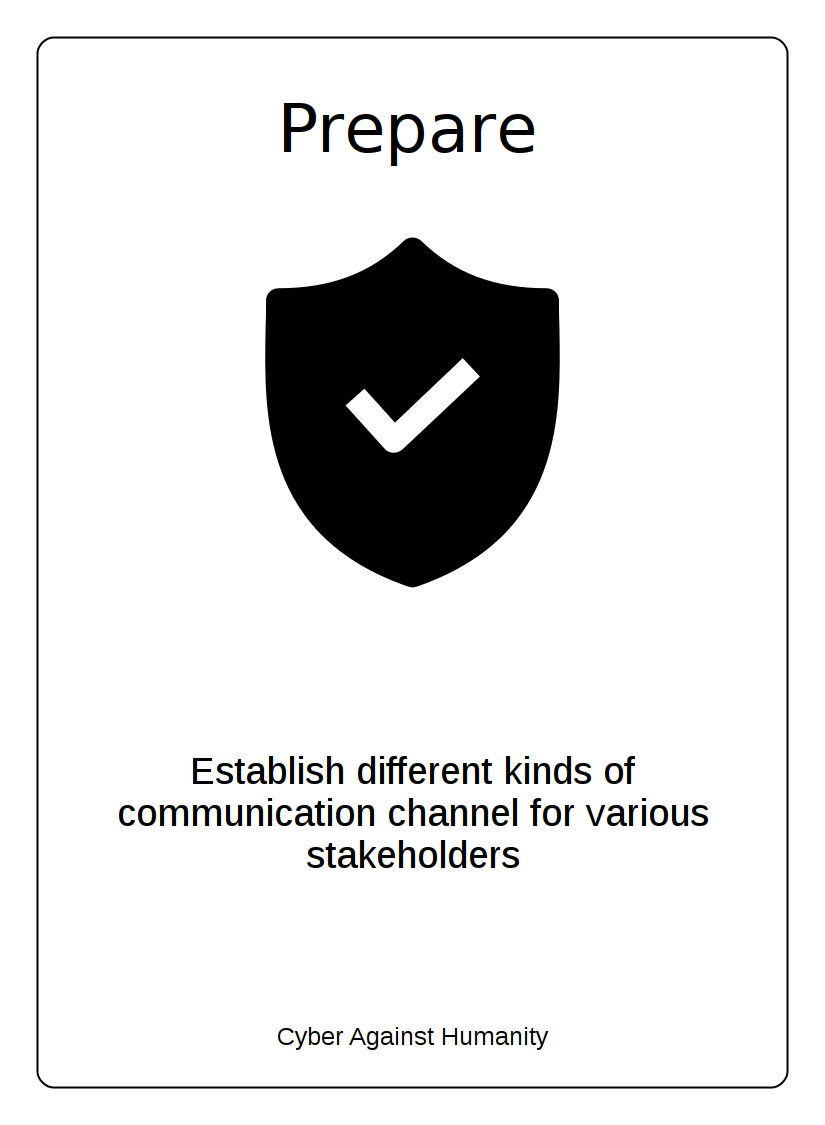 Prepare
Establish different kinds of
communication channel for various
stakeholders
Cyber Against Humanity